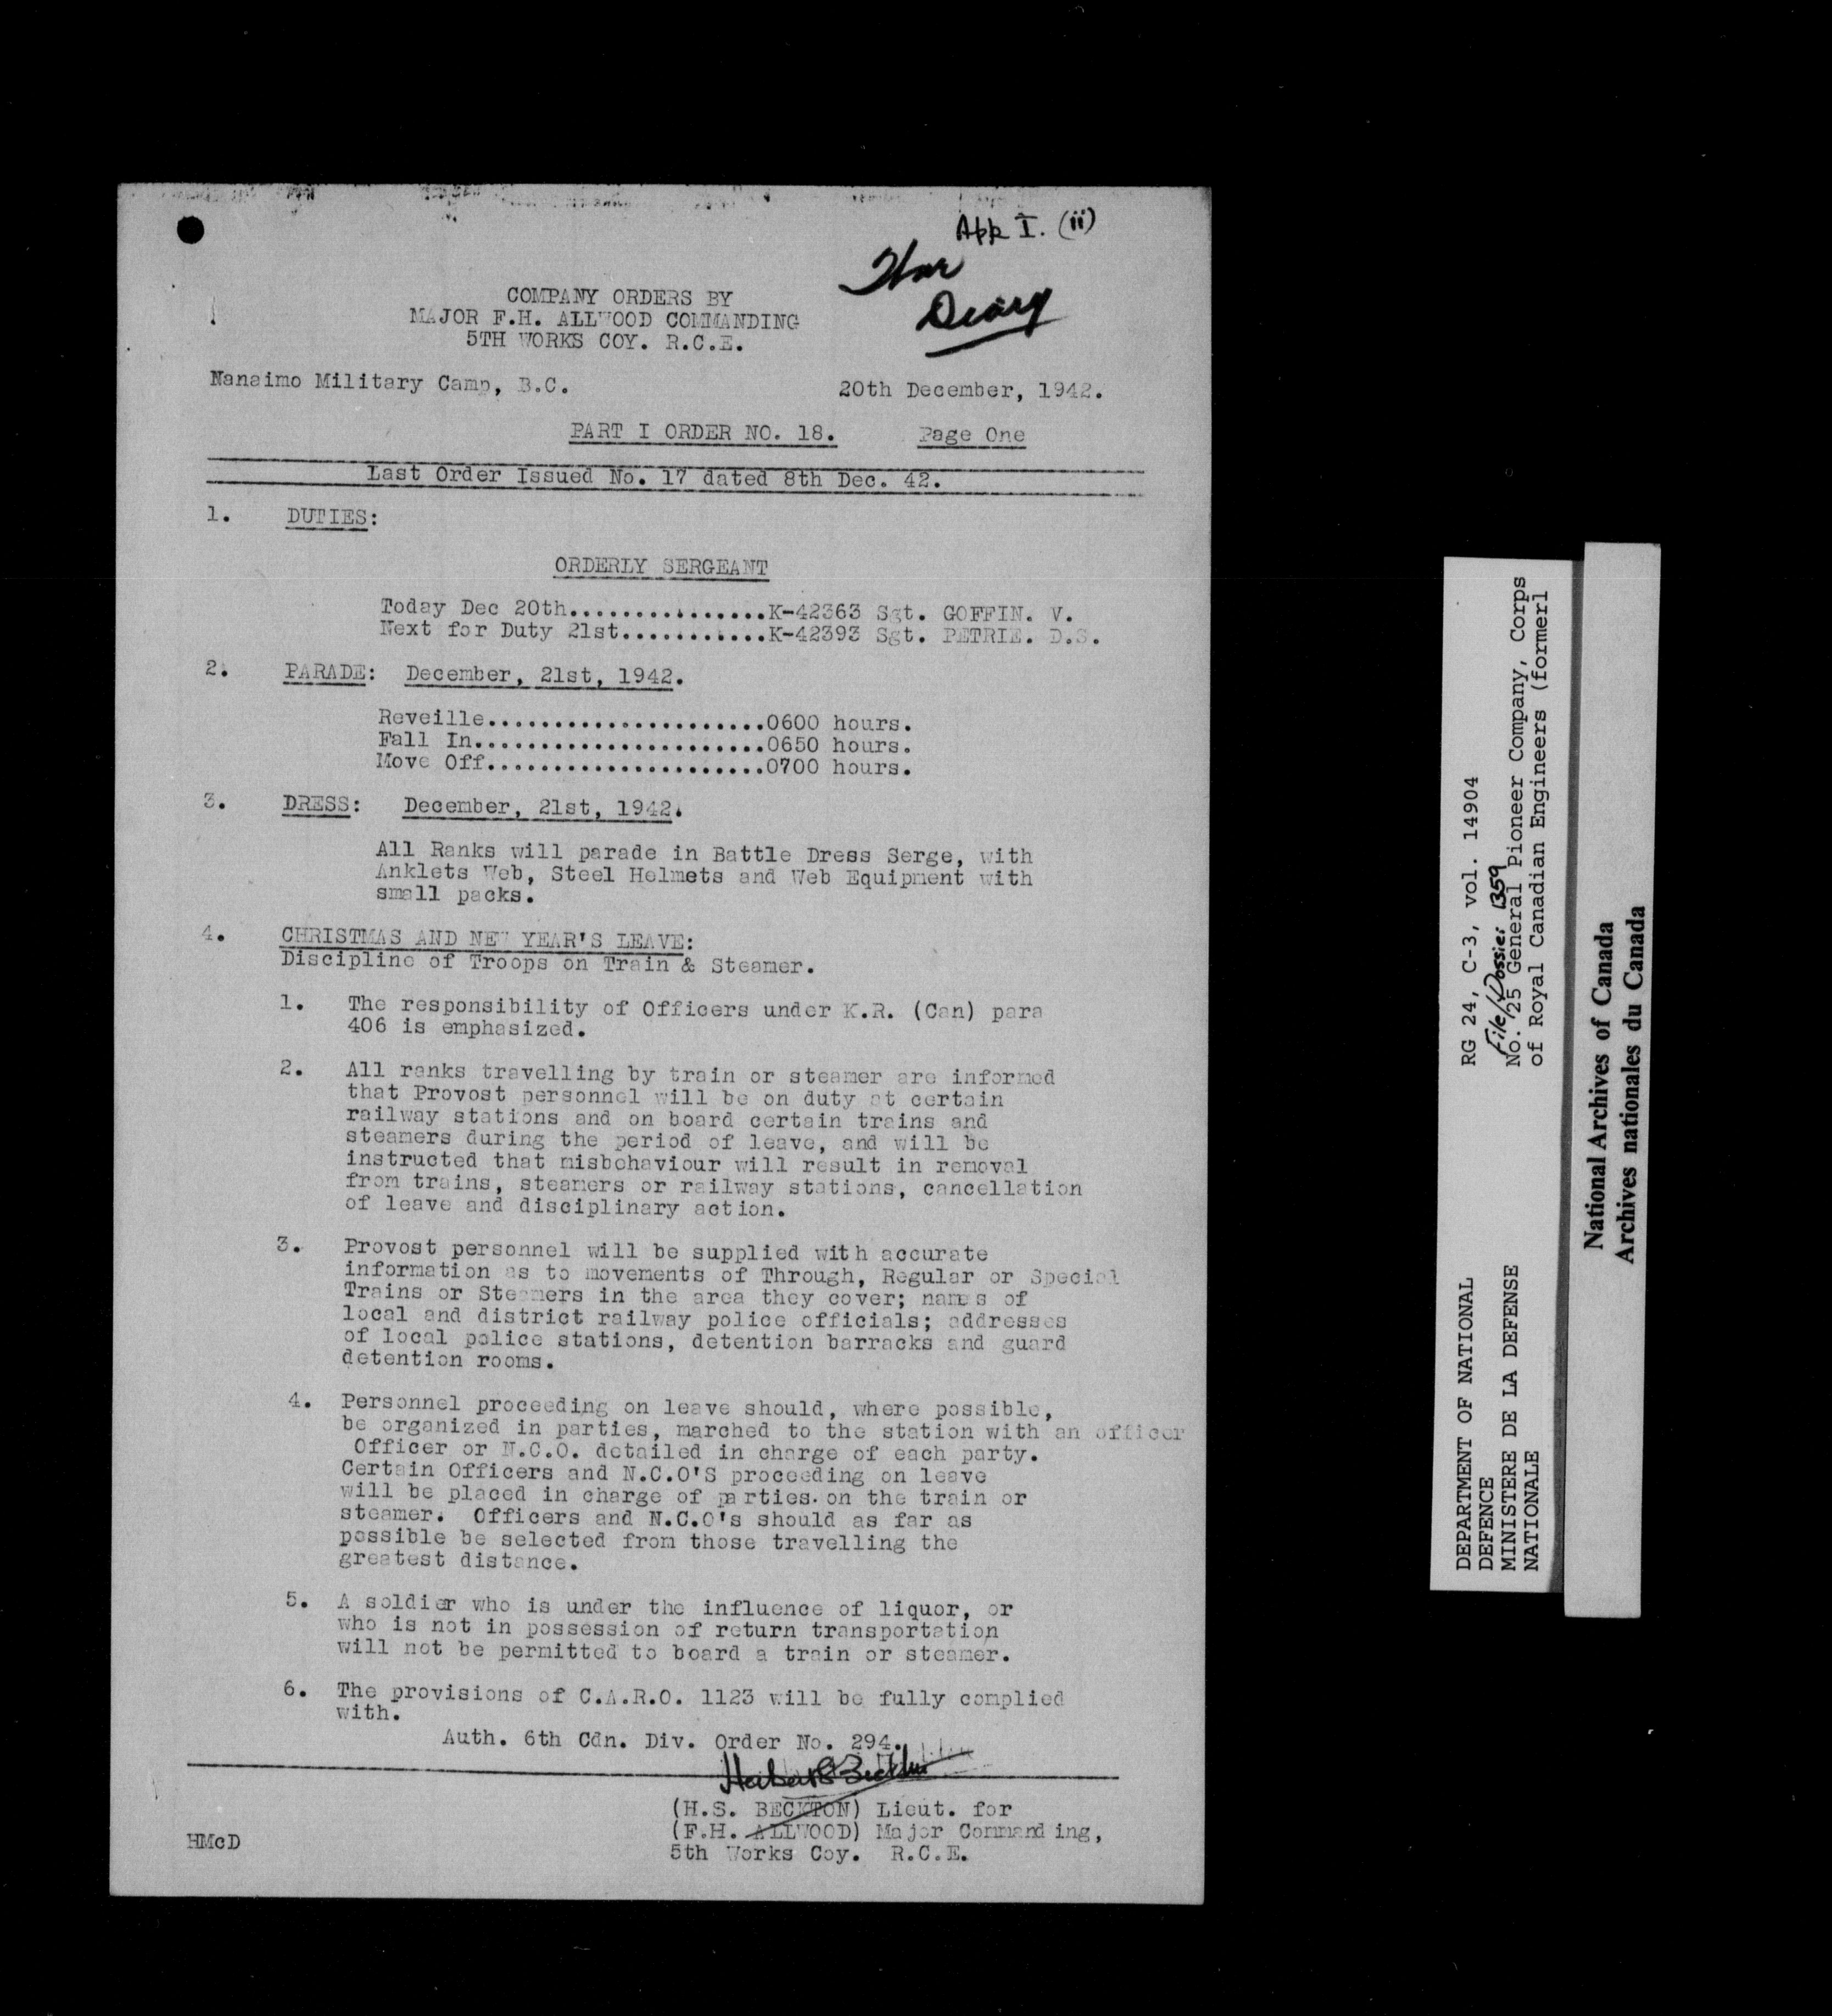 App I. (ii)
War
Diary
COMPANY ORDERS BY
MAJOR F.H. ALLWOOD COMMANDING
5TH WORKS COY. R.C.E.
Nanaimo Military Camp, B.C. 20th December, 1942.
PART I ORDER NO. 18. Page One
Last Order Issued No. 17 dated 8th Dec. 42.
1. DUTIES:
ORDERLY SERGEANT
Today Dec 20th...............K-42363 Sgt. GOFFIN. V.
Next for Duty 21st...........K-42393 Sgt. PETRIE. D.S.
2. PARADE: December, 21st, 1942.
Reveille.....................0600 hours.
Fall In......................0650 hours.
Move Off.....................0700 hours.
3. DRESS: December, 21st, 1942.
All Ranks will parade in Battle Dress Serge, with
Anklets Web, Steel Helmets and Web Equipment with
small packs.
4. CHRISTMAS AND NEW YEAR'S LEAVE:
Discipline of Troops on Train & Steamer.
1. The responsibility of Officers under K.R. (Can) para
406 is emphasized.
2. All ranks travelling by train or steamer are informed
that Provost personnel will be on duty at certain
railway stations and on board certain trains and
steamers during the period of leave, and will be
instructed that misbehaviour will result in removal
from trains, steamers or railway stations, cancellation
of leave and disciplinary action.
3. Provost personnel will be supplied with accurate
information as to movements of Through, Regular or Special
Trains or Steamers in the area they cover; names of
local and district railway police officials; addresses
of local police stations, detention barracks and guard
detention rooms.
4. Personnel proceeding on leave should, where possible,
be organized in parties, marched to the station with an officer
Officer or N.C.O. detailed in charge of each party.
Certain Officers and N.C.O'S proceeding on leave
will be placed in charge of parties.on the train or
steamer. Officers and N.C.O's should as far as
possible be selected from those travelling the
greatest distance.
5. A soldier who is under the influence of liquor, or
who is not in possession of return transportation
will not be permitted to board a train or steamer.
6. The provisions of C.A.R.O. 1123 will be fully complied
with.
Auth. 6th Cdn. Div. Order No. 294.
(H.S. BECKTON) Lieut. for
(F.H. ALLWOOD) Major Commanding,
5th Works Coy. R.C.E.
HMcD
DEPARTMENT OF NATIONAL
DEFENCE
MINISTERE DE LA DEFENSE
NATIONALE
RG 24, C-3, vol. 14904
File/Dossier 1359
No. 25 General Pioneer Company, Corps
of Royal Canadian Engineers (formerl
National Archives of Canada
Archives nationales du Canada